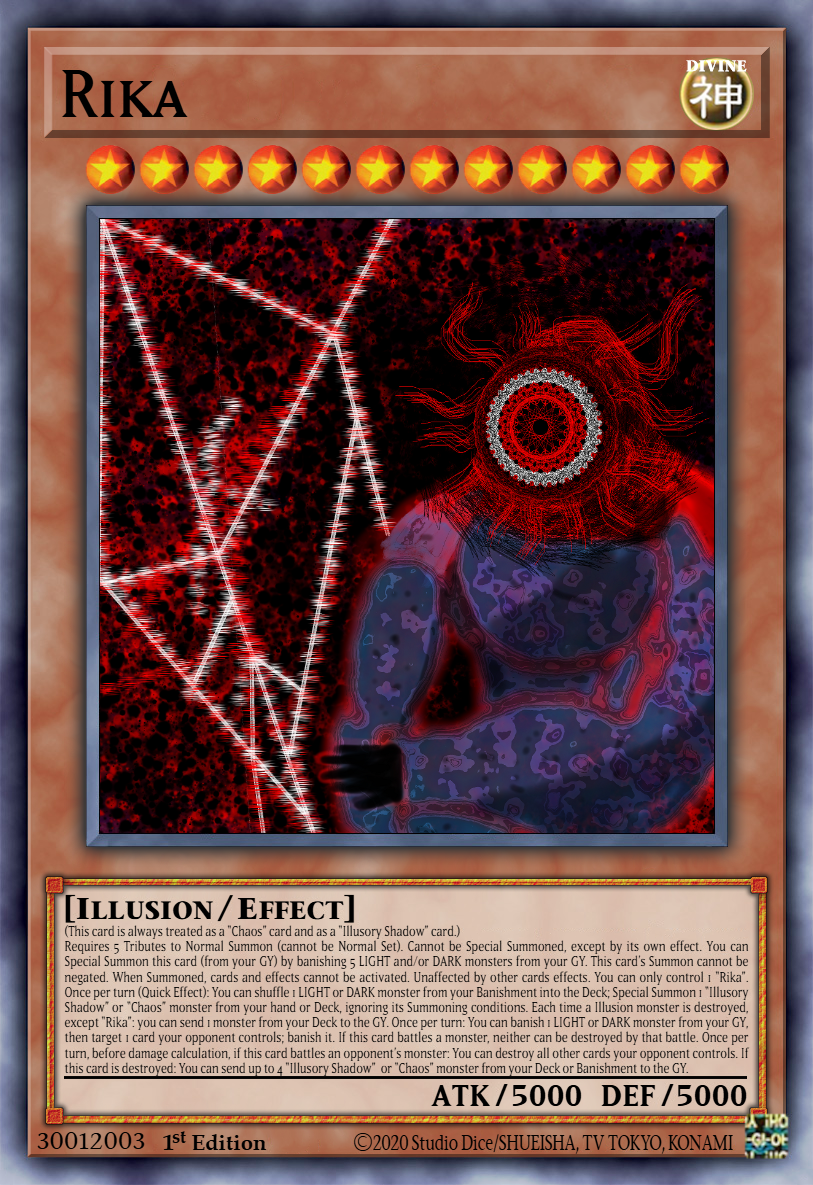 Rika
DIVINE
神
[Illusion/Effect]
(This card is always treated as a "Chaos" card and as a "Illusory Shadow" card.)
Requires 5 Tributes to Normal Summon (cannot be Normal Set). Cannot be Special Summoned, except by its own effect. You can
Special Summon this card (from your GY) by banishing 5 LIGHT and/or DARK monsters from your GY. This card's Summon cannot be
negated. When Summoned, cards and effects cannot be activated. Unaffected by other cards effects. You can only control 1 "Rika".
Once per turn (Quick Effect): You can shuffle 1 LIGHT or DARK monster from your Banishment into the Deck; Special Summon 1 "Illusory
Shadow" or "Chaos" monster from your hand or Deck, ignoring its Summoning conditions. Each time a Illusion monster is destroyed,
except "Rika": you can send 1 monster from your Deck to the GY. Once per turn: You can banish 1 LIGHT or DARK monster from your GY,
then target 1 card your opponent controls; banish it. If this card battles a monster, neither can be destroyed by that battle. Once per
turn, before damage calculation, if this card battles an opponent's monster: You can destroy all other cards your opponent controls. If
this card is destroyed: You can send up to 4 "Illusory Shadow" or "Chaos" monster from your Deck or Banishment to the GY.
ATK/5000 DEF/5000
30012003 1st Edition ©2020 Studio Dice/SHUEISHA, TV TOKYO, KONAMI